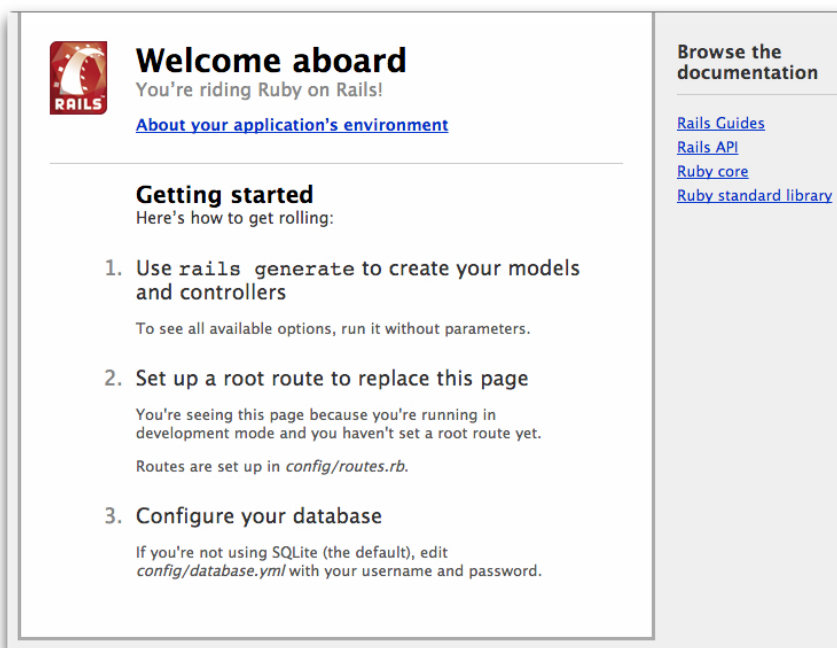 RAILS
Welcome aboard
You're riding Ruby on Rails!
About your application's environment
Getting started
Here's how to get rolling:
1. Use rails generate to create your models
and controllers
To see all available options, run it without parameters.
2. Set up a root route to replace this page
You're seeing this page because you're running in
development mode and you haven't set a root route yet.
Routes are set up in config/routes.rb.
3. Configure your database
If you're not using SQLite (the default), edit
config/database.yml with your username and password.
Browse the
documentation
Rails Guides
Rails API
Ruby core
Ruby standard library